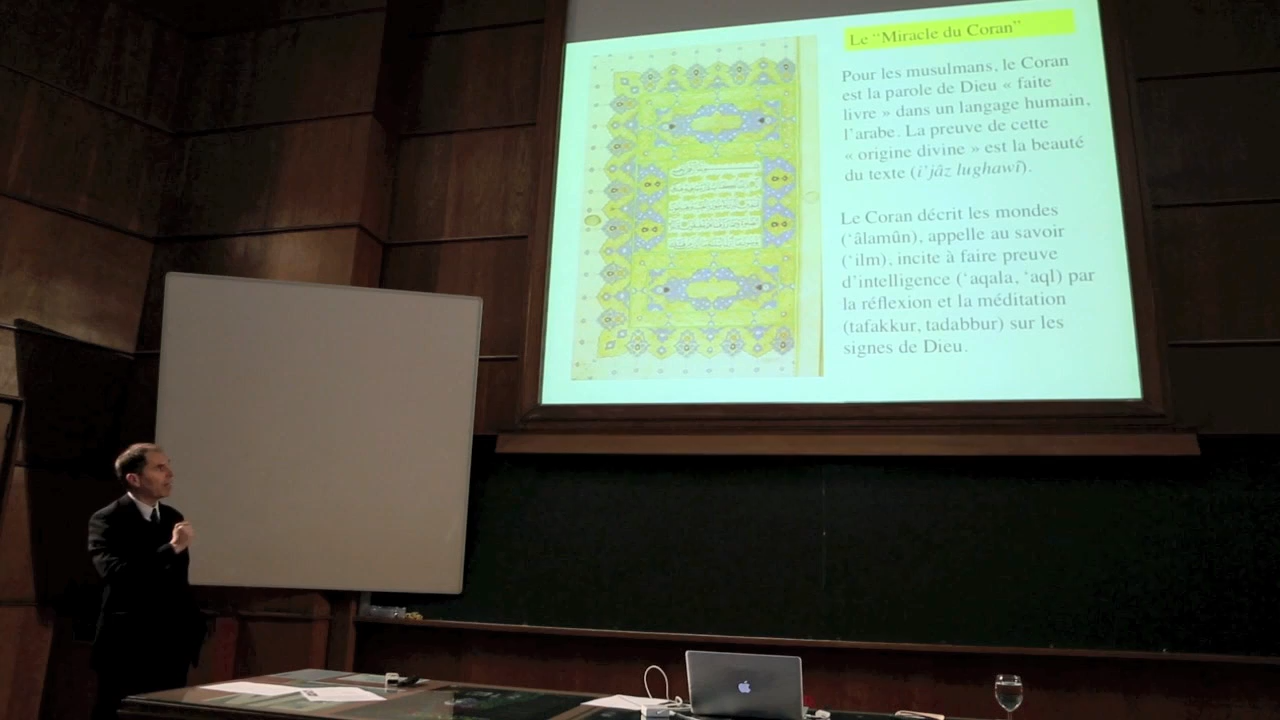 Le “Miracle du Coran”
Pour les musulmans, le Coran
est la parole de Dieu « faite
livre » dans un langage humain,
l’arabe. La preuve de cette
« origine divine » est la beauté
du texte (i’jâz lughawî).
Le Coran décrit les mondes
(‘âlamûn), appelle au savoir
(‘ilm), incite à faire preuve
d’intelligence (‘aqala, ‘aql) par
la réflexion et la méditation
(tafakkur, tadabbur) sur les
signes de Dieu.